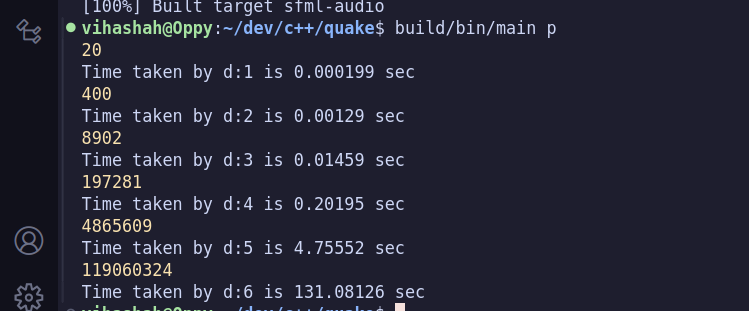 [100%] Built target sfml-audio
vihashah@Oppy:~/dev/c++/quake$ build/bin/main p
20
Time taken by d:1 is 0.000199 sec
400
Time taken by d:2 is 0.00129 sec
8902
Time taken by d:3 is 0.01459 sec
197281
Time taken by d:4 is 0.20195 sec
4865609
Time taken by d:5 is 4.75552 sec
119060324
Time taken by d:6 is 131.08126 sec
vihashah@Oppy:~/dev/c++/quake$